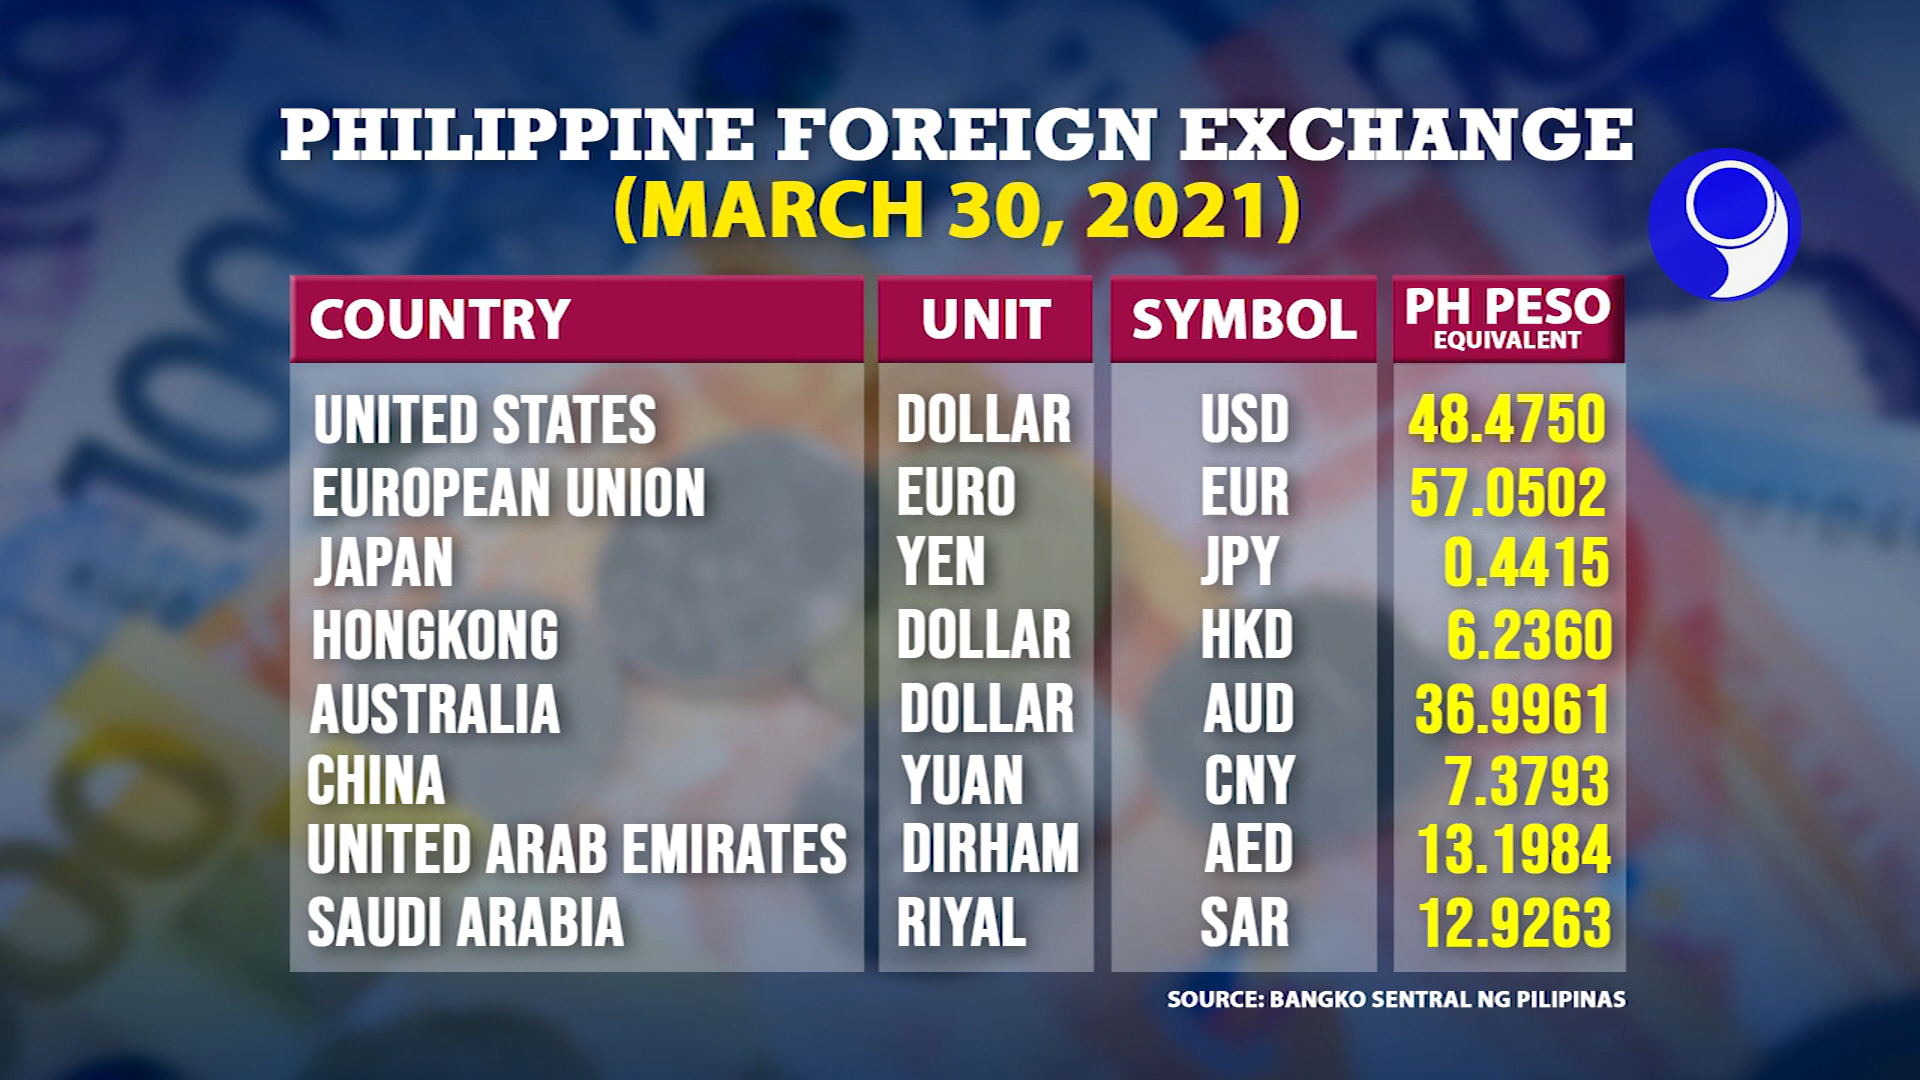 PHILIPPINE FOREIGN EXCHANGE
(MARCH 30, 2021)
COUNTRY UNIT SYMBOL PH PESO EQUIVALENT
UNITED STATES DOLLAR USD 48.4750
EUROPEAN UNION EURO EUR 57.0502
JAPAN YEN JPY 0.4415
HONGKONG DOLLAR HKD 6.2360
AUSTRALIA DOLLAR AUD 36.9961
CHINA YUAN CNY 7.3793
UNITED ARAB EMIRATES DIRHAM AED 13.1984
SAUDI ARABIA RIYAL SAR 12.9263
SOURCE: BANGKO SENTRAL NG PILIPINAS